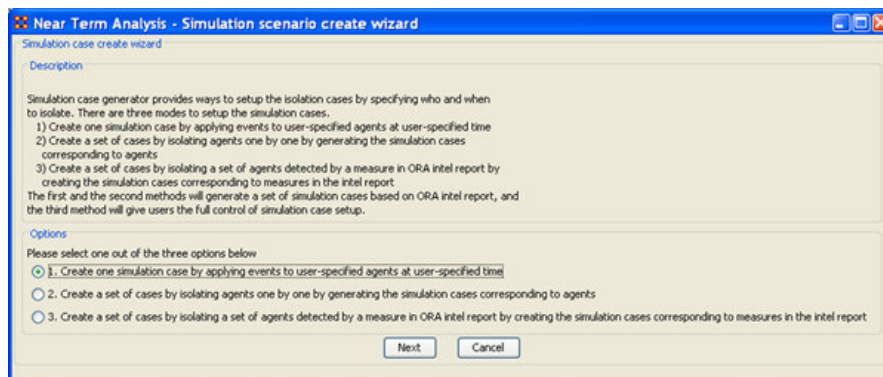 Near Term Analysis - Simulation scenario create wizard
Simulation case create wizard
Description
Simulation case generator provides ways to setup the isolation cases by specifying who and when
to isolate. There are three modes to setup the simulation cases.
1) Create one simulation case by applying events to user-specified agents at user-specified time
2) Create a set of cases by isolating agents one by one by generating the simulation cases
corresponding to agents
3) Create a set of cases by isolating a set of agents detected by a measure in ORA intel report by
creating the simulation cases corresponding to measures in the intel report
The first and the second methods will generate a set of simulation cases based on ORA intel report, and
the third method will give users the full control of simulation case setup.
Options
Please select one out of the three options below
1. Create one simulation case by applying events to user-specified agents at user-specified time
2. Create a set of cases by isolating agents one by one by generating the simulation cases corresponding to agents
3. Create a set of cases by isolating a set of agents detected by a measure in ORA intel report by creating the simulation cases corresponding to measures in the intel report
Next Cancel